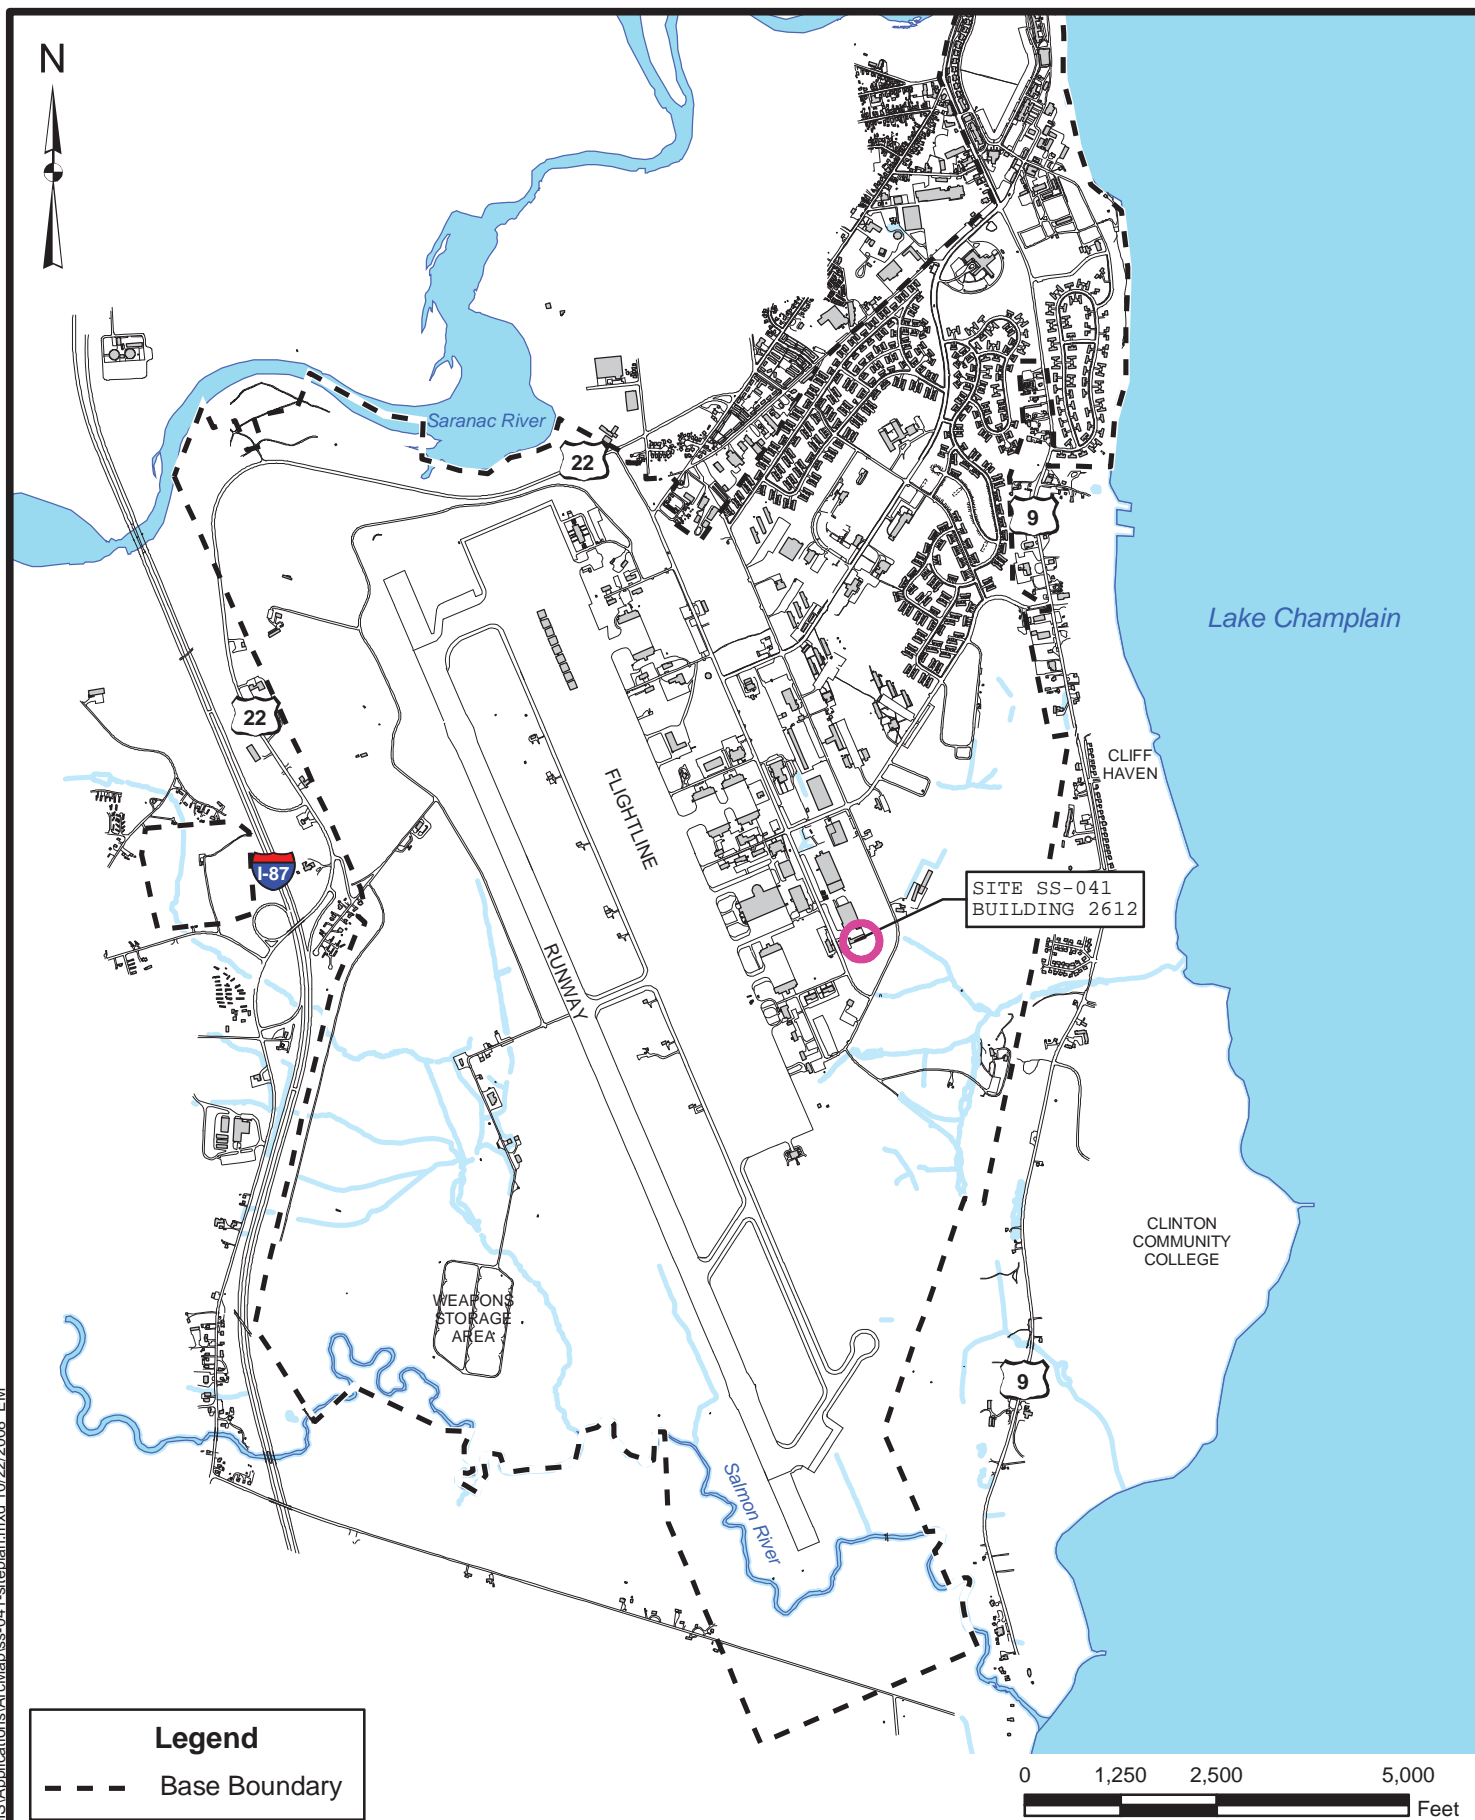 N
Saranac River
22
9
Lake Champlain
22
CLIFF
HAVEN
FLIGHTLINE
I-87
SITE SS-041
BUILDING 2612
RUNWAY
CLINTON
COMMUNITY
COLLEGE
WEAPONS
STORAGE
AREA
9
Salmon River
Legend
Base Boundary
0 1,250 2,500 5,000
Feet